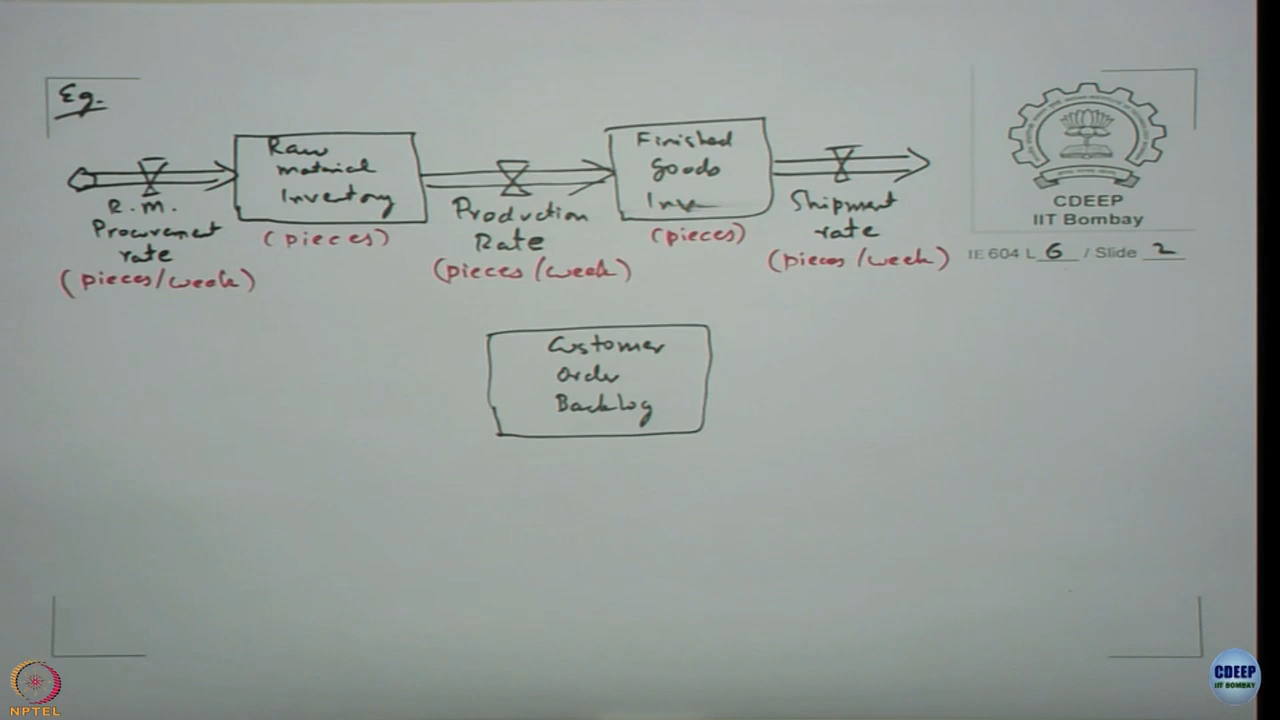 Eg.
R.M.
Procurement
rate
(pieces/week)
Raw
material
Inventory
(pieces)
Production
Rate
(pieces/week)
Finished
Goods
Inv
(pieces)
Shipment
rate
(pieces/week)
CDEEP
IIT Bombay
IE 604 L 6 / Slide 2
Customer
Order
Backlog
NPTEL
CDEEP
IIT BOMBAY